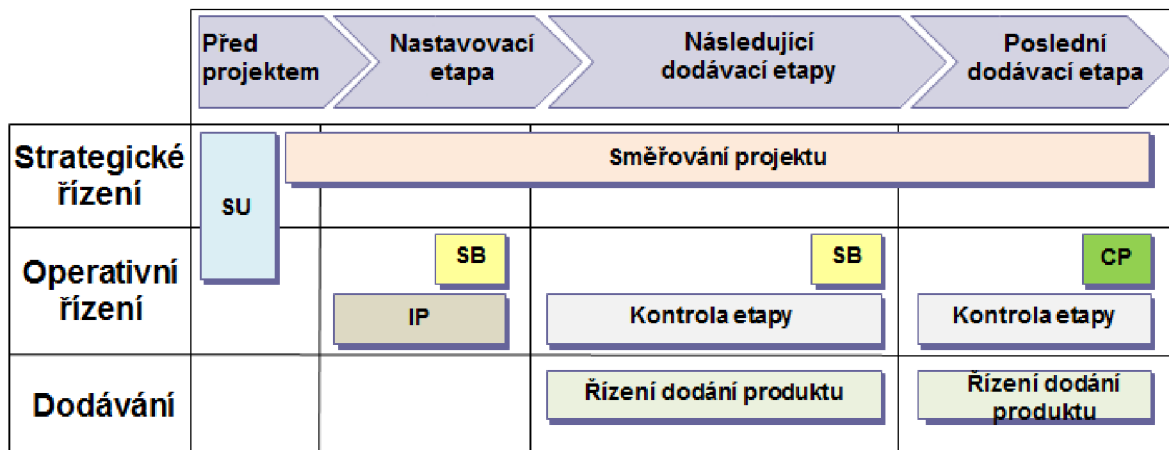 Před
projektem
Nastavovací
etapa
Následující
dodávací etapy
Poslední
dodávací etapa
Strategické
řízení
SU
Směřování projektu
Operativní
řízení
SB
SB
CP
IP
Kontrola etapy
Kontrola etapy
Dodávání
Řízení dodání produktu
Řízení dodání
produktu